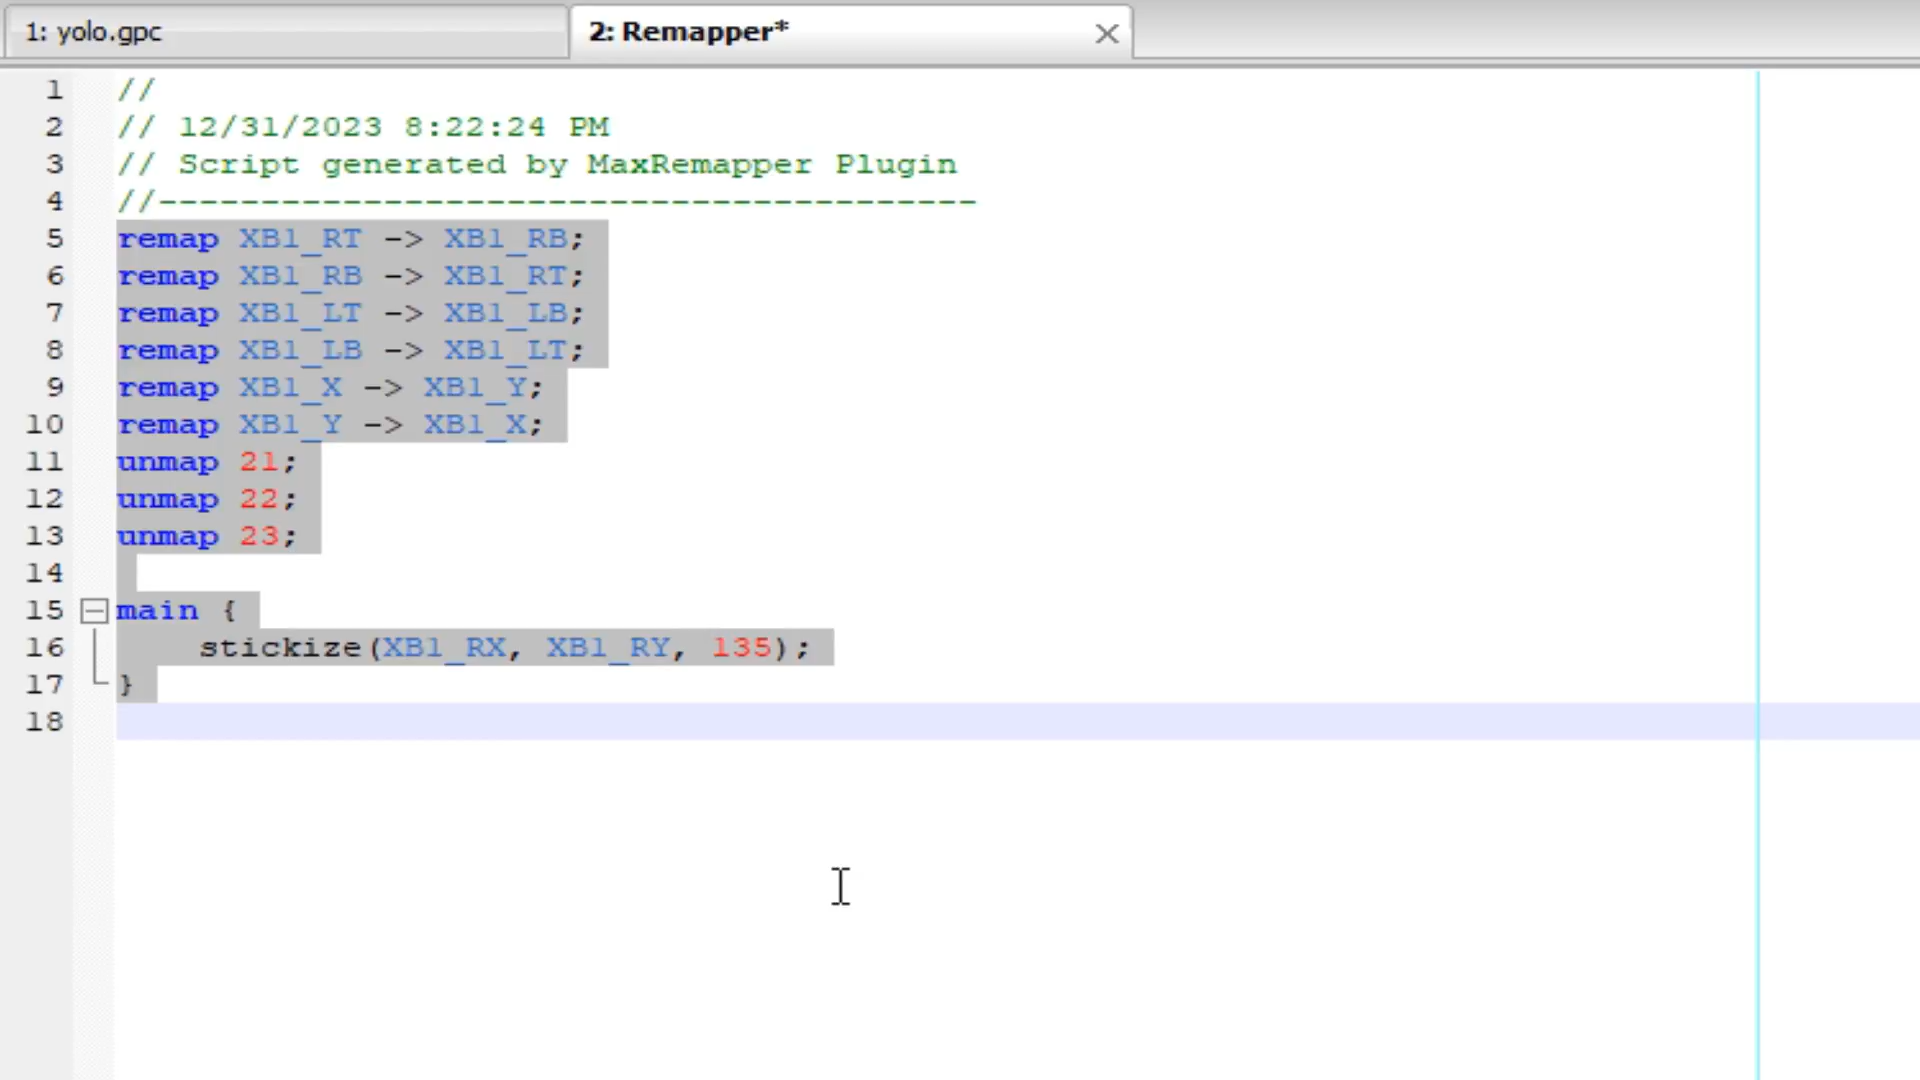 1: yolo.gpc
2: Remapper*
1 //
2 // 12/31/2023 8:22:24 PM
3 // Script generated by MaxRemapper Plugin
4 //----------------------------------------
5 remap XB1_RT -> XB1_RB;
6 remap XB1_RB -> XB1_RT;
7 remap XB1_LT -> XB1_LB;
8 remap XB1_LB -> XB1_LT;
9 remap XB1_X -> XB1_Y;
10 remap XB1_Y -> XB1_X;
11 unmap 21;
12 unmap 22;
13 unmap 23;
14
15 main {
16 stickize(XB1_RX, XB1_RY, 135);
17 }
18